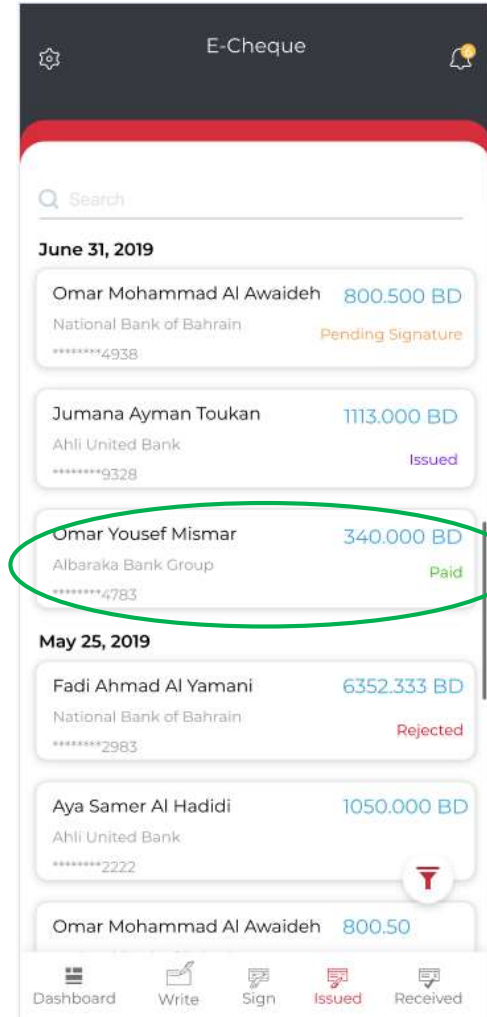 E-Cheque
6
Search
June 31, 2019
Omar Mohammad Al Awaideh 800.500 BD
National Bank of Bahrain Pending Signature
********4938
Jumana Ayman Toukan 1113.000 BD
Ahli United Bank Issued
********9328
Omar Yousef Mismar 340.000 BD
Albaraka Bank Group Paid
********4783
May 25, 2019
Fadi Ahmad Al Yamani 6352.333 BD
National Bank of Bahrain Rejected
********2983
Aya Samer Al Hadidi 1050.000 BD
Ahli United Bank
********2222
Omar Mohammad Al Awaideh 800.50
Dashboard Write Sign Issued Received